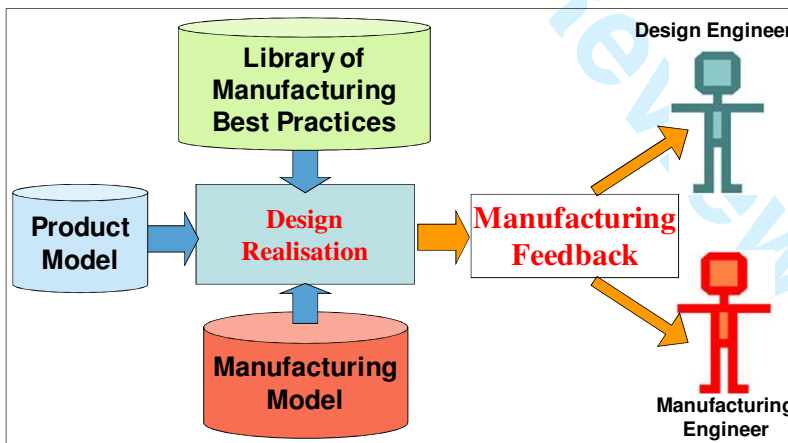 Design Engineer
Library of
Manufacturing
Best Practices
Product
Model
Design
Realisation
Manufacturing
Feedback
Manufacturing
Model
Manufacturing
Engineer